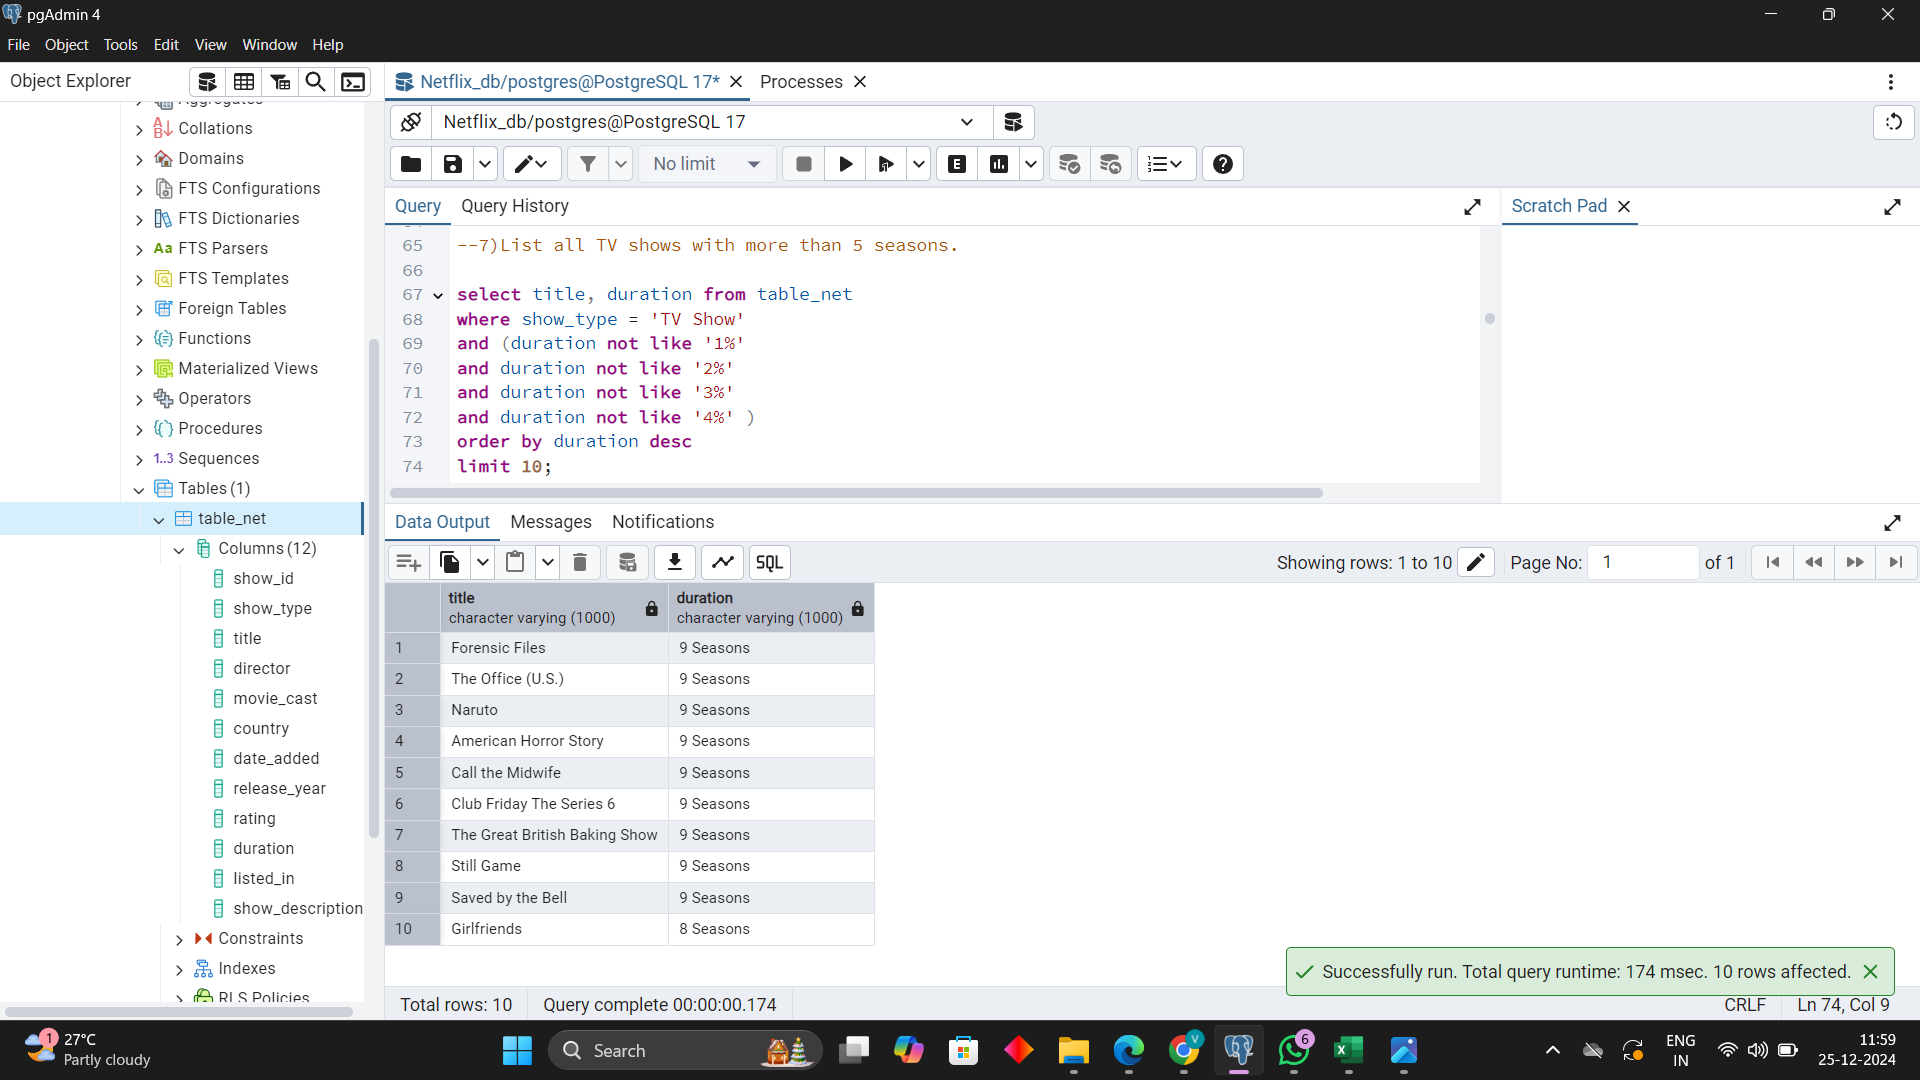 pgAdmin 4
File Object Tools Edit View Window Help
Object Explorer
Netflix_db/postgres@PostgreSQL 17*
Processes
Netflix_db/postgres@PostgreSQL 17
No limit
Query Query History
Scratch Pad
Aggregates
Collations
Domains
FTS Configurations
FTS Dictionaries
Aa FTS Parsers
FTS Templates
Foreign Tables
Functions
Materialized Views
Operators
Procedures
1..3 Sequences
Tables (1)
table_net
Columns (12)
show_id
show_type
title
director
movie_cast
country
date_added
release_year
rating
duration
listed_in
show_description
Constraints
Indexes
RLS Policies
65 --7)List all TV shows with more than 5 seasons.
66
67 select title, duration from table_net
68 where show_type = 'TV Show'
69 and (duration not like '1%'
70 and duration not like '2%'
71 and duration not like '3%'
72 and duration not like '4%' )
73 order by duration desc
74 limit 10;
Data Output Messages Notifications
SQL
Showing rows: 1 to 10
Page No: 1 of 1
title duration
character varying (1000) character varying (1000)
1 Forensic Files 9 Seasons
2 The Office (U.S.) 9 Seasons
3 Naruto 9 Seasons
4 American Horror Story 9 Seasons
5 Call the Midwife 9 Seasons
6 Club Friday The Series 6 9 Seasons
7 The Great British Baking Show 9 Seasons
8 Still Game 9 Seasons
9 Saved by the Bell 9 Seasons
10 Girlfriends 8 Seasons
Successfully run. Total query runtime: 174 msec. 10 rows affected.
Total rows: 10 Query complete 00:00:00.174 CRLF Ln 74, Col 9
1
27°C
Partly cloudy
Search
V
6
ENG
IN
11:59
25-12-2024